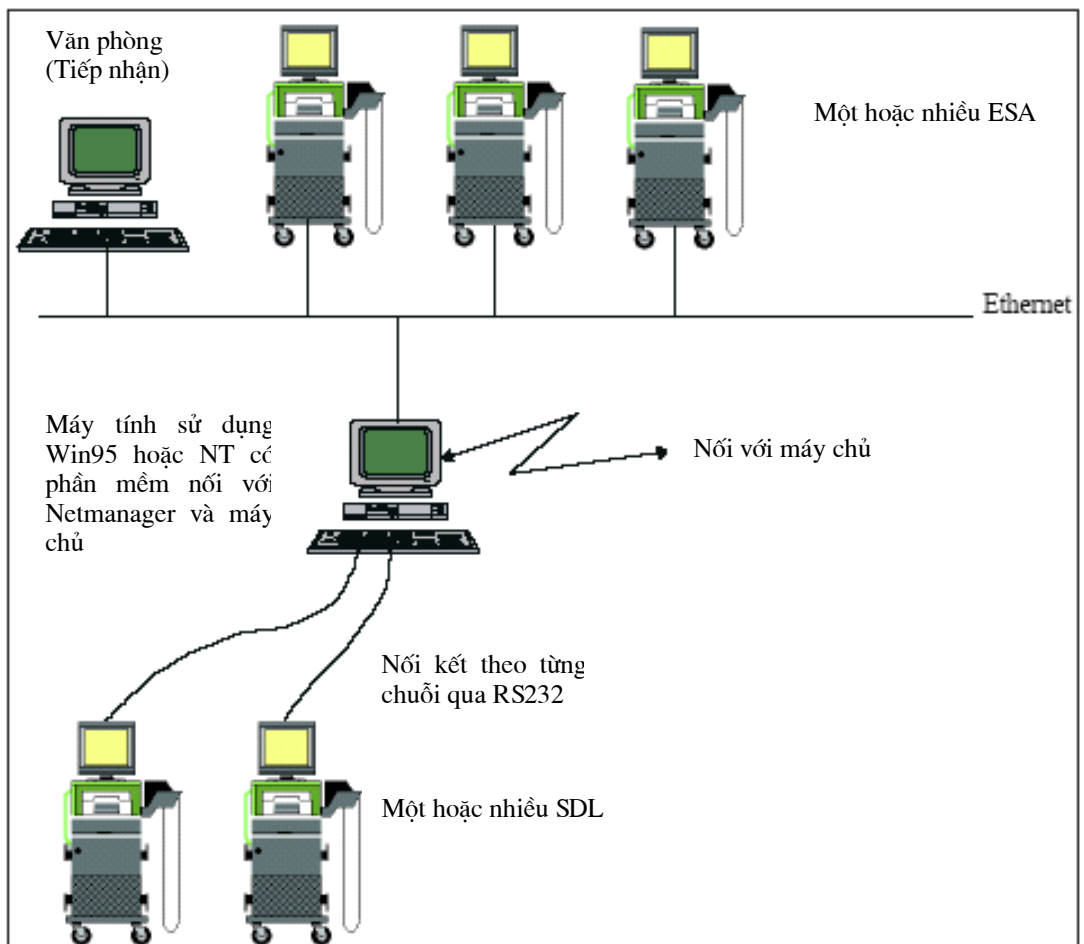 Văn phòng
(Tiếp nhận)
Một hoặc nhiều ESA
Ethernet
Máy tính sử dụng
Win95 hoặc NT có
phần mềm nối với
Netmanager và máy
chủ
Nối với máy chủ
Nối kết theo từng
chuỗi qua RS232
Một hoặc nhiều SDL